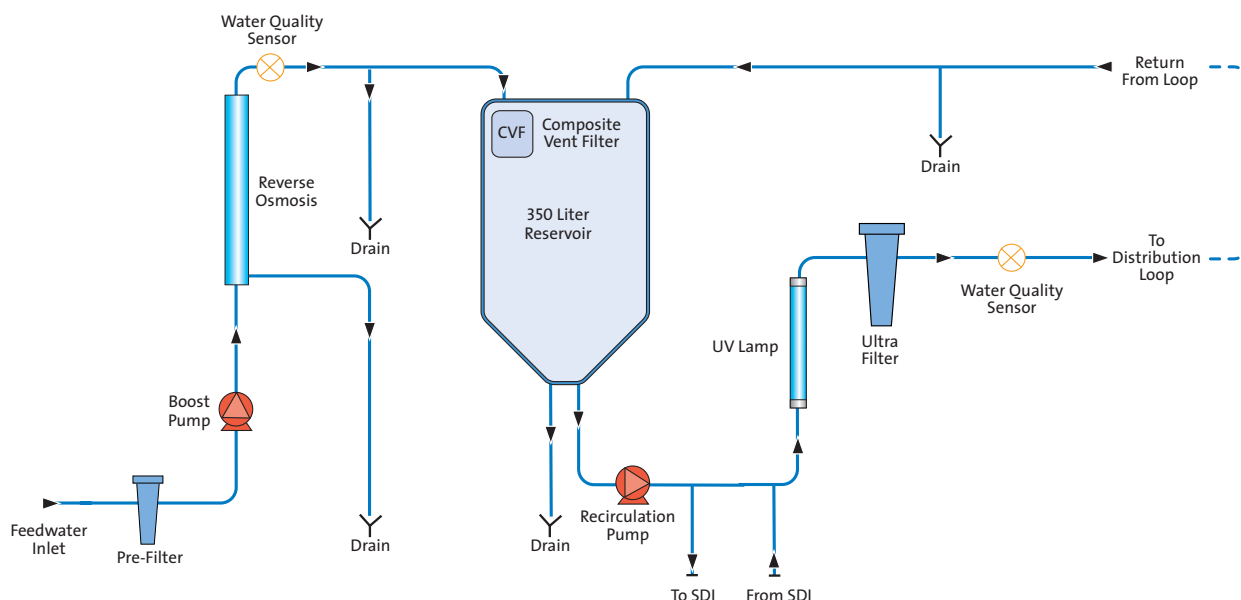 Water Quality
Sensor
Return
From Loop
CVF
Composite
Vent Filter
Drain
Reverse
Osmosis
350 Liter
Reservoir
Drain
To
Distribution
Loop
Water Quality
Sensor
UV Lamp
Ultra
Filter
Boost
Pump
Recirculation
Pump
Feedwater
Inlet
Pre-Filter
Drain
Drain
To SDI
From SDI